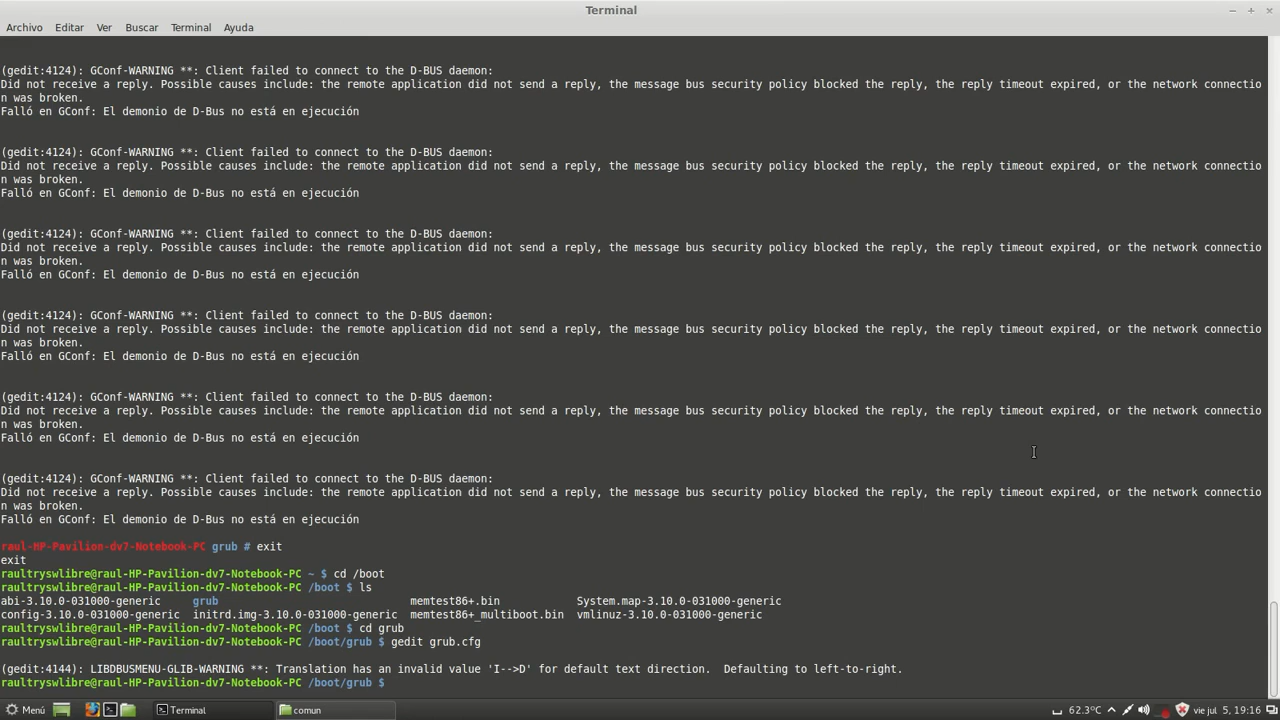 Terminal
Archivo Editar Ver Buscar Terminal Ayuda
(gedit:4124): GConf-WARNING **: Client failed to connect to the D-BUS daemon:
Did not receive a reply. Possible causes include: the remote application did not send a reply, the message bus security policy blocked the reply, the reply timeout expired, or the network connectio
n was broken.
Falló en GConf: El demonio de D-Bus no está en ejecución
(gedit:4124): GConf-WARNING **: Client failed to connect to the D-BUS daemon:
Did not receive a reply. Possible causes include: the remote application did not send a reply, the message bus security policy blocked the reply, the reply timeout expired, or the network connectio
n was broken.
Falló en GConf: El demonio de D-Bus no está en ejecución
(gedit:4124): GConf-WARNING **: Client failed to connect to the D-BUS daemon:
Did not receive a reply. Possible causes include: the remote application did not send a reply, the message bus security policy blocked the reply, the reply timeout expired, or the network connectio
n was broken.
Falló en GConf: El demonio de D-Bus no está en ejecución
(gedit:4124): GConf-WARNING **: Client failed to connect to the D-BUS daemon:
Did not receive a reply. Possible causes include: the remote application did not send a reply, the message bus security policy blocked the reply, the reply timeout expired, or the network connectio
n was broken.
Falló en GConf: El demonio de D-Bus no está en ejecución
(gedit:4124): GConf-WARNING **: Client failed to connect to the D-BUS daemon:
Did not receive a reply. Possible causes include: the remote application did not send a reply, the message bus security policy blocked the reply, the reply timeout expired, or the network connectio
n was broken.
Falló en GConf: El demonio de D-Bus no está en ejecución
(gedit:4124): GConf-WARNING **: Client failed to connect to the D-BUS daemon:
Did not receive a reply. Possible causes include: the remote application did not send a reply, the message bus security policy blocked the reply, the reply timeout expired, or the network connectio
n was broken.
Falló en GConf: El demonio de D-Bus no está en ejecución
raul-HP-Pavilion-dv7-Notebook-PC grub # exit
exit
raultryswlibre@raul-HP-Pavilion-dv7-Notebook-PC ~ $ cd /boot
raultryswlibre@raul-HP-Pavilion-dv7-Notebook-PC /boot $ ls
abi-3.10.0-031000-generic grub memtest86+.bin System.map-3.10.0-031000-generic
config-3.10.0-031000-generic initrd.img-3.10.0-031000-generic memtest86+_multiboot.bin vmlinuz-3.10.0-031000-generic
raultryswlibre@raul-HP-Pavilion-dv7-Notebook-PC /boot $ cd grub
raultryswlibre@raul-HP-Pavilion-dv7-Notebook-PC /boot/grub $ gedit grub.cfg
(gedit:4144): LIBDBUSMENU-GLIB-WARNING **: Translation has an invalid value 'I-->D' for default text direction.  Defaulting to left-to-right.
raultryswlibre@raul-HP-Pavilion-dv7-Notebook-PC /boot/grub $
Menú Terminal comun 62.3ºC vie jul 5, 19:16